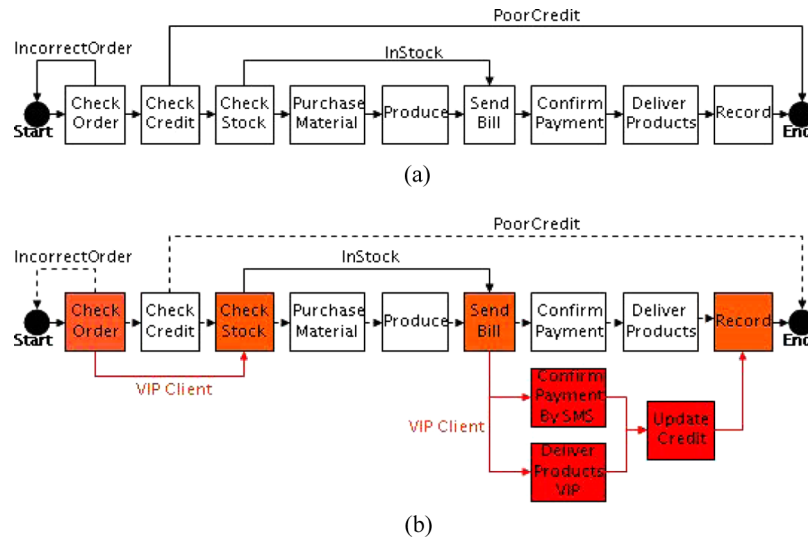 PoorCredit
IncorrectOrder
InStock
Check
Order
Check
Credit
Check
Stock
Purchase
Material
Produce
Send
Bill
Confirm
Payment
Deliver
Products
Record
Start
End
(a)
PoorCredit
IncorrectOrder
InStock
Check
Order
Check
Credit
Check
Stock
Purchase
Material
Produce
Send
Bill
Confirm
Payment
Deliver
Products
Record
Start
End
VIP Client
VIP Client
Confirm
Payment
By SMS
Update
Credit
Deliver
Products
VIP
(b)